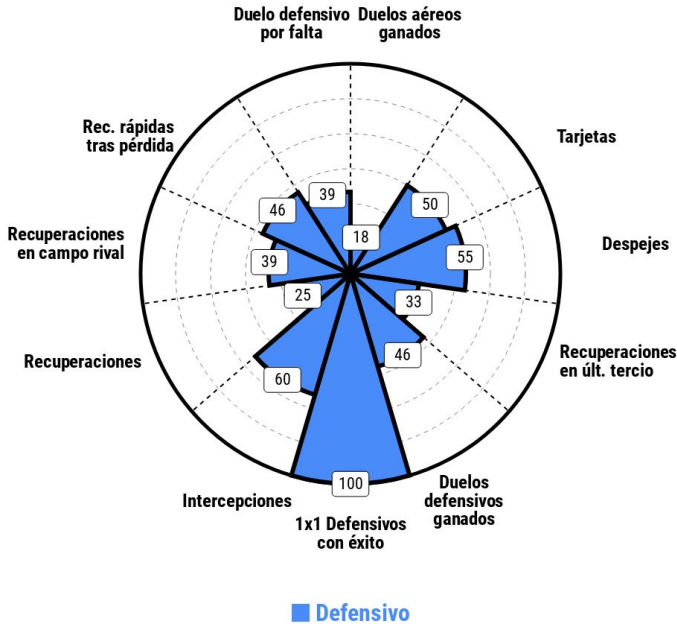 Duelo defensivo
por falta
Duelos aéreos
ganados
Tarjetas
Despejes
Recuperaciones
en últ. tercio
Duelos
defensivos
ganados
1x1 Defensivos
con éxito
Intercepciones
Recuperaciones
Recuperaciones
en campo rival
Rec. rápidas
tras pérdida
39
18
50
55
33
46
100
60
25
39
46
Defensivo